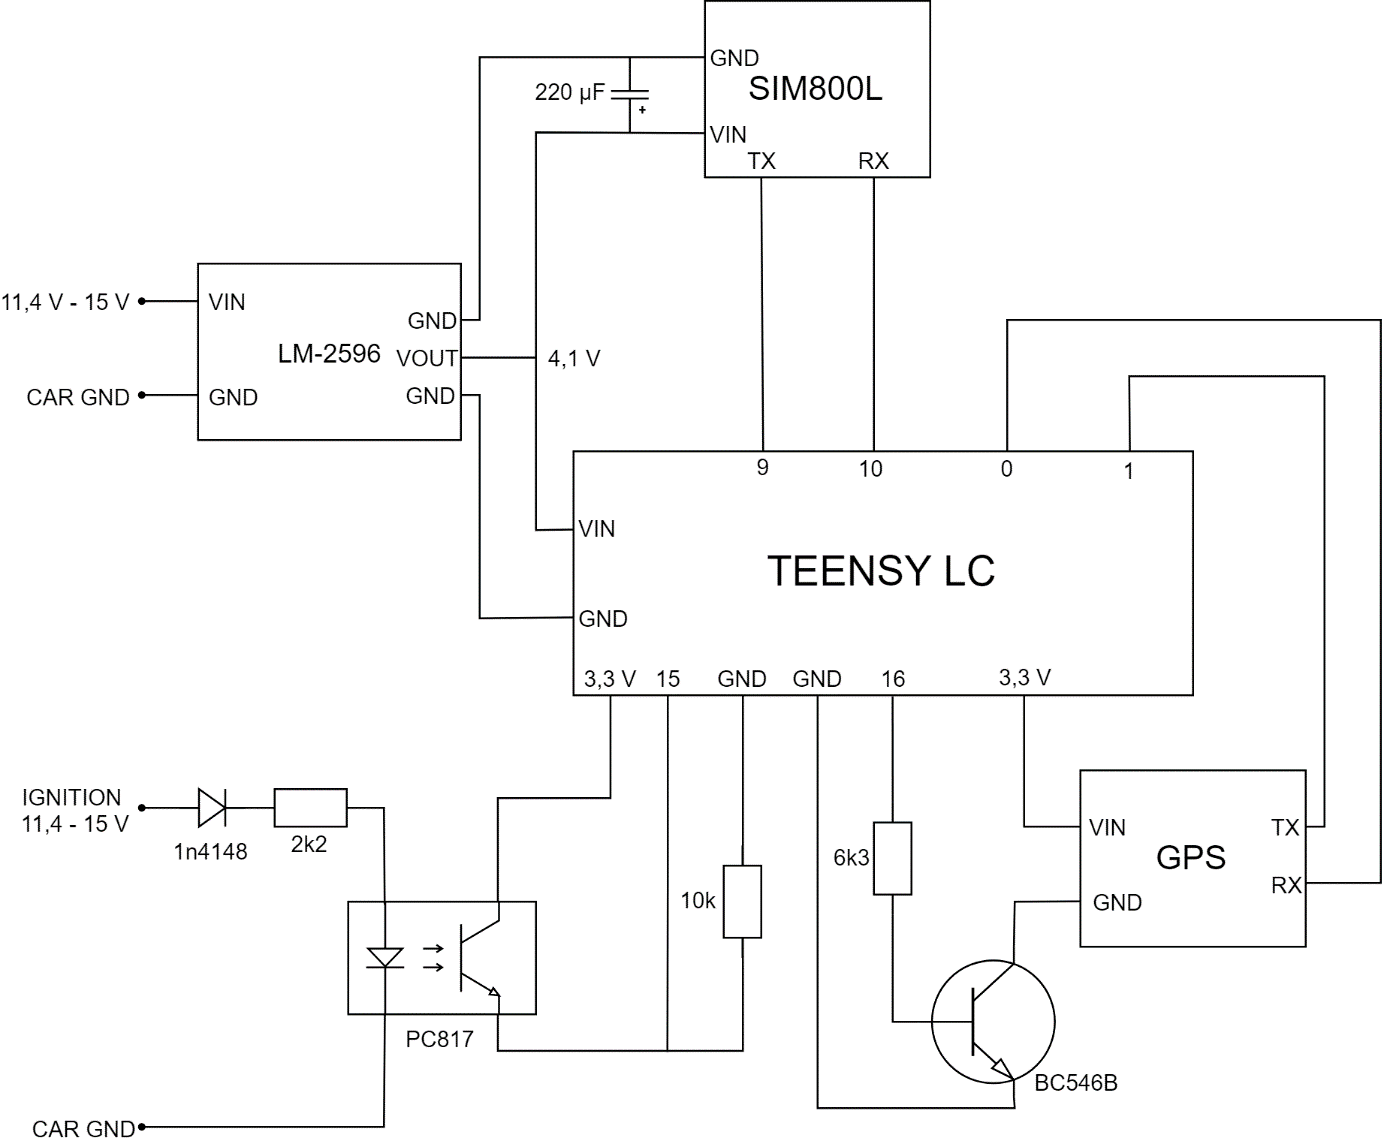 GND
SIM800L
220 µF
+
VIN
TX
RX
11,4 V - 15 V
VIN
GND
LM-2596
VOUT
4,1 V
CAR GND
GND
GND
9
10
0
1
VIN
TEENSY LC
GND
3,3 V
15
GND
GND
16
3,3 V
IGNITION
11,4 - 15 V
1n4148
2k2
6k3
VIN
TX
GPS
RX
10k
GND
PC817
BC546B
CAR GND